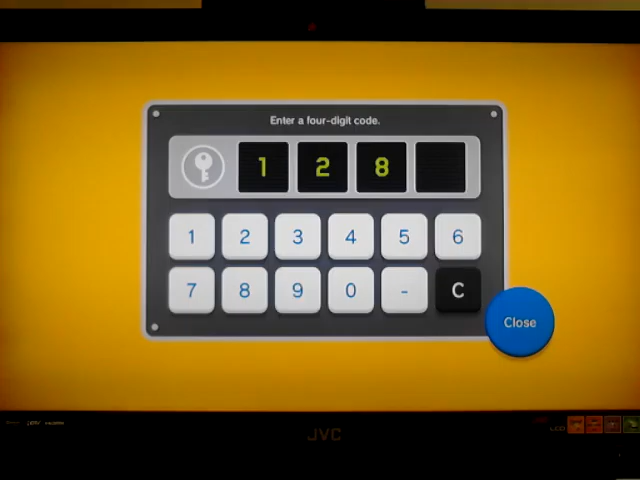 Enter a four-digit code.
1 2 8
1 2 3 4 5 6
7 8 9 0 - C
Close
JVC
LCD